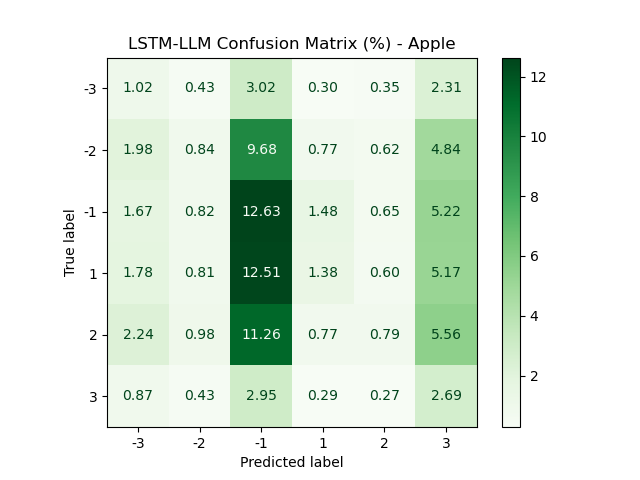 LSTM-LLM Confusion Matrix (%) - Apple
-3 1.02 0.43 3.02 0.30 0.35 2.31
-2 1.98 0.84 9.68 0.77 0.62 4.84
-1 1.67 0.82 12.63 1.48 0.65 5.22
1 1.78 0.81 12.51 1.38 0.60 5.17
2 2.24 0.98 11.26 0.77 0.79 5.56
3 0.87 0.43 2.95 0.29 0.27 2.69
-3 -2 -1 1 2 3
True label
Predicted label
12
10
8
6
4
2